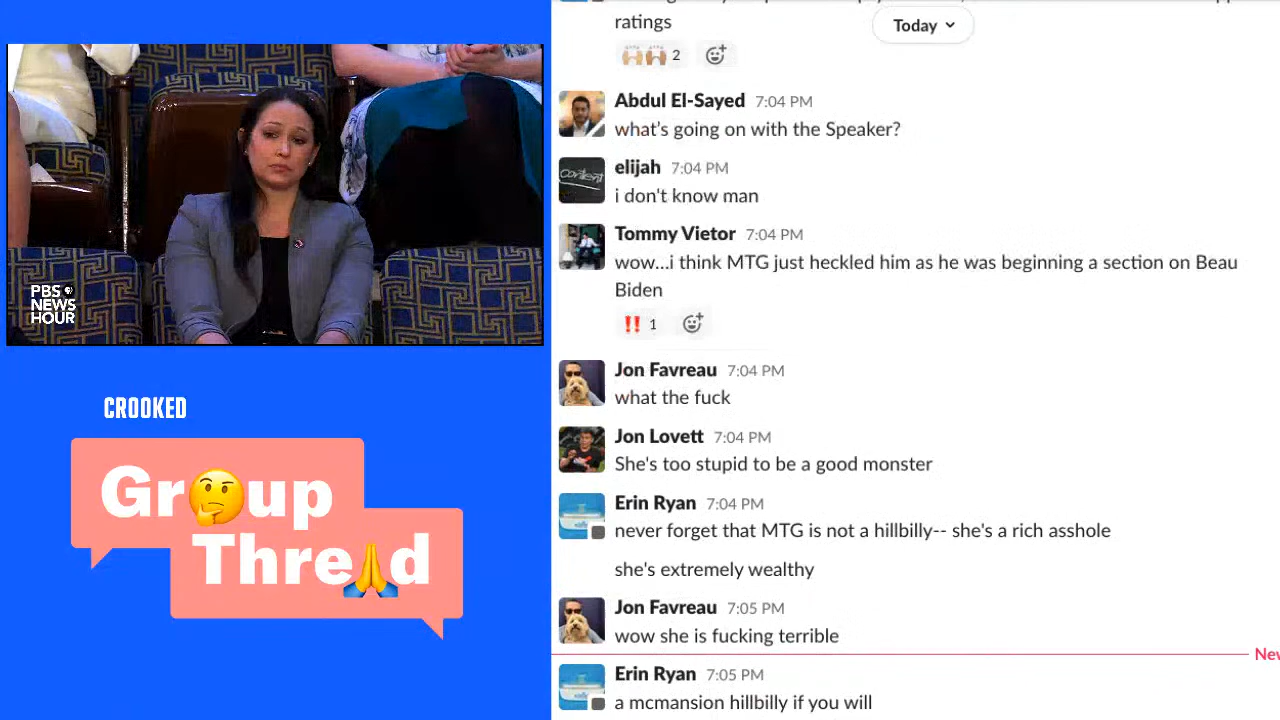 PBS
NEWS
HOUR
CROOKED
Gr🤔up
Thre🙏d
ratings
Today
2
Abdul El-Sayed 7:04 PM
what's going on with the Speaker?
elijah 7:04 PM
content
i don't know man
Tommy Vietor 7:04 PM
wow...i think MTG just heckled him as he was beginning a section on Beau
Biden
‼️ 1
Jon Favreau 7:04 PM
what the fuck
Jon Lovett 7:04 PM
She's too stupid to be a good monster
Erin Ryan 7:04 PM
never forget that MTG is not a hillbilly-- she's a rich asshole
she's extremely wealthy
Jon Favreau 7:05 PM
wow she is fucking terrible
Erin Ryan 7:05 PM
a mcmansion hillbilly if you will